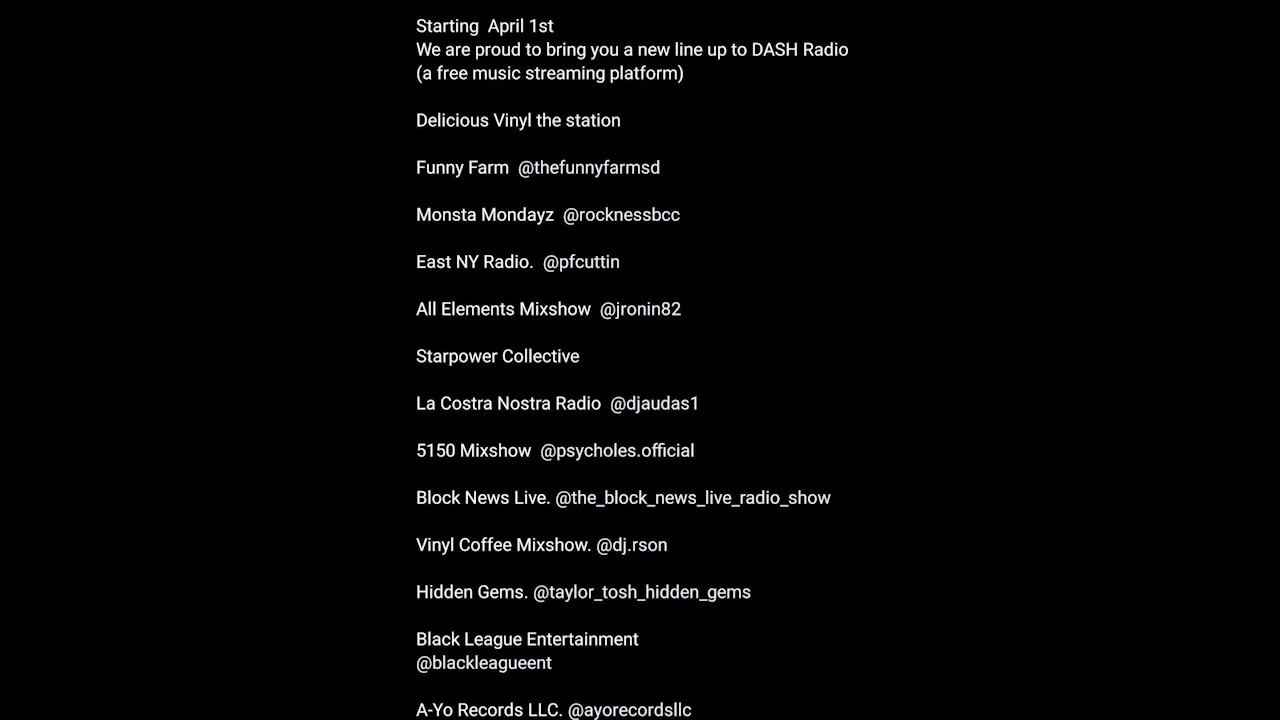 Starting  April 1st
We are proud to bring you a new line up to DASH Radio
(a free music streaming platform)
Delicious Vinyl the station
Funny Farm  @thefunnyfarmsd
Monsta Mondayz  @rocknessbcc
East NY Radio.  @pfcuttin
All Elements Mixshow  @jronin82
Starpower Collective
La Costra Nostra Radio  @djaudas1
5150 Mixshow  @psycholes.official
Block News Live. @the_block_news_live_radio_show
Vinyl Coffee Mixshow. @dj.rson
Hidden Gems. @taylor_tosh_hidden_gems
Black League Entertainment
@blackleagueent
A-Yo Records LLC. @ayorecordsllc